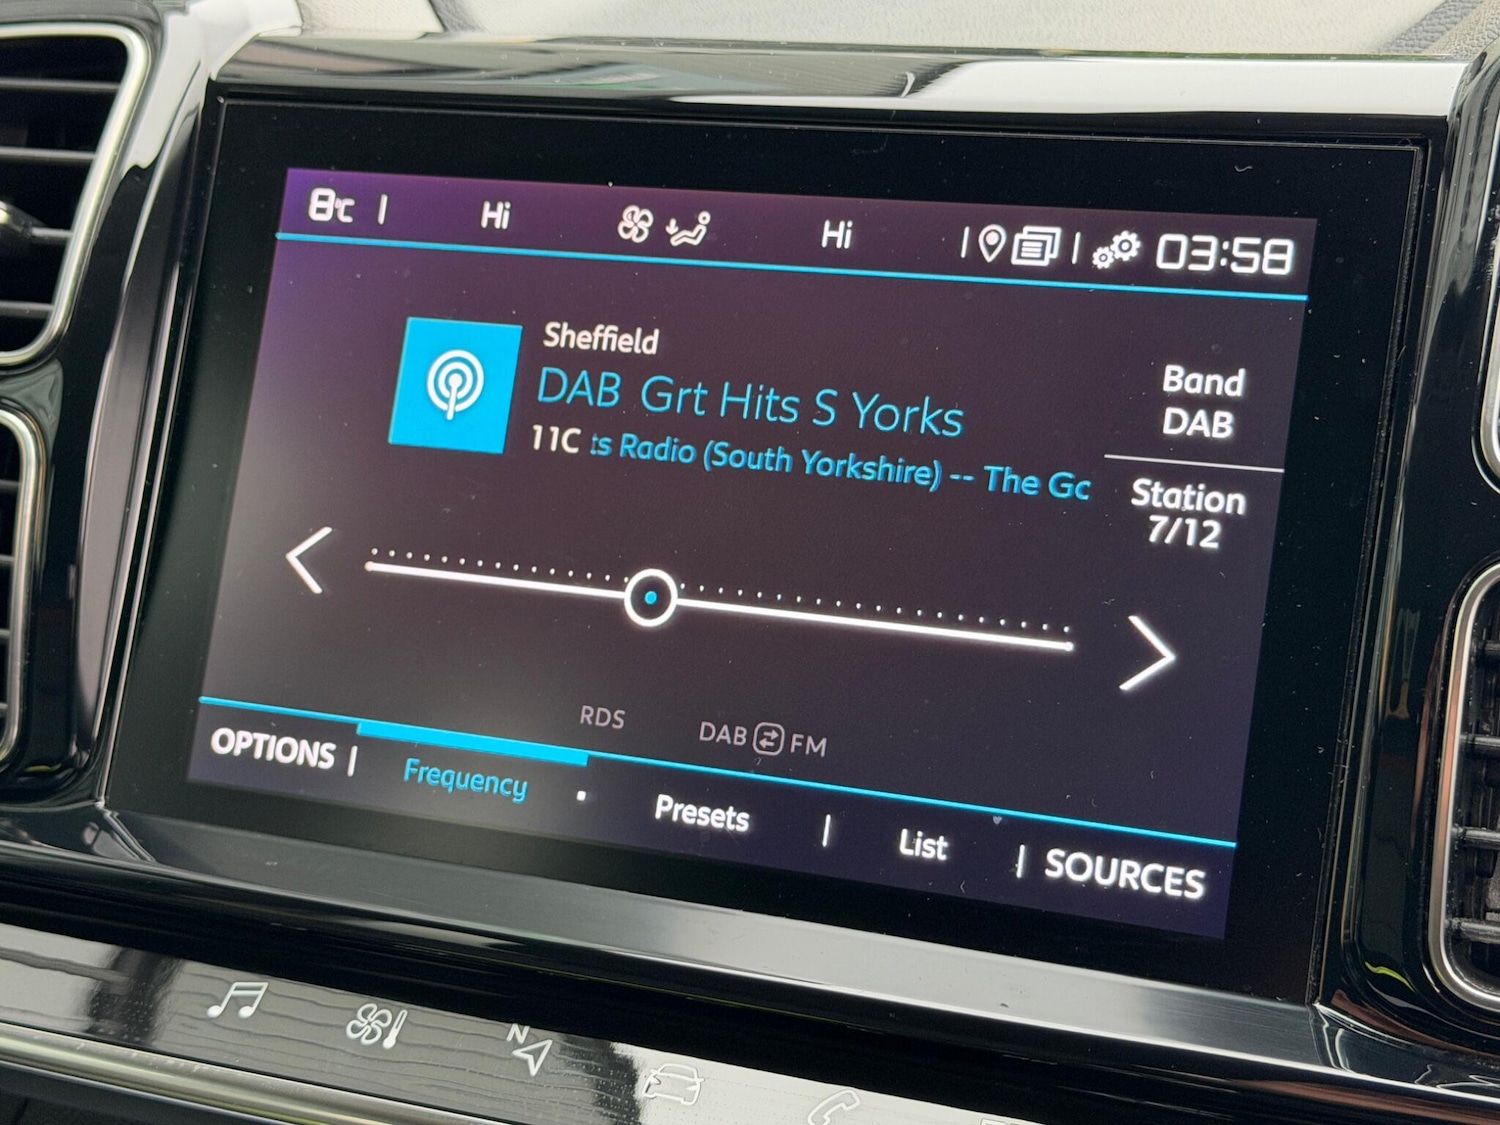 8°C | Hi Hi | | 03:58
Sheffield
DAB Grt Hits S Yorks
11C ts Radio (South Yorkshire) -- The Gc
Band
DAB
Station
7/12
RDS DAB FM
OPTIONS | Frequency Presets | List | SOURCES
N